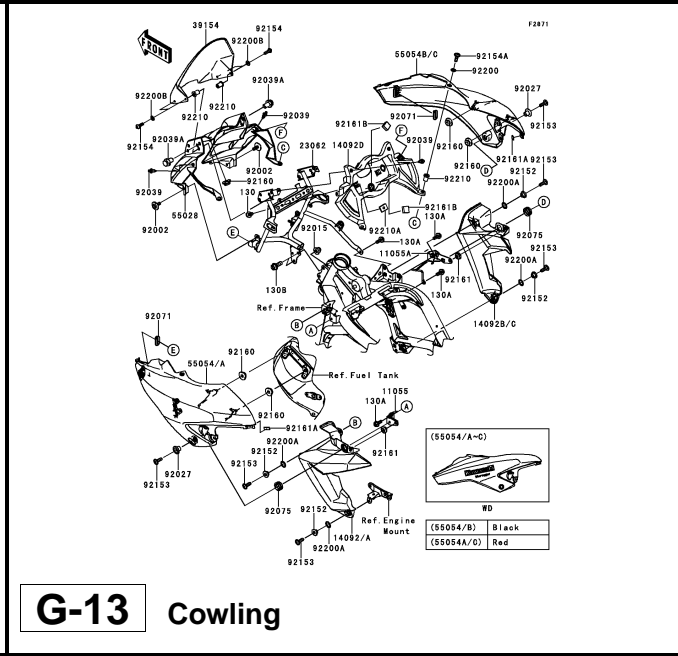 F2871
39154
92154
92200B
55054B/C
92154A
92200
92039A
92200B
92210
92210
92027
92039
92071
92153
92161B
F
F
92154
92039A
C
23062
14092D
92039
92160
92160
92161A
92153
D
92002
92160
92152
92039
130
92210
92200A
55028
92161B
C
130A
D
92002
E
92210A
92015
130A
92075
11055A
92153
92200A
130B
130A
92161
92152
Ref.Frame
B
A
92071
14092B/C
E
92160
55054/A
Ref.Fuel Tank
11055
130A
A
92160
B
92161A
(55054/A~C)
92200A
92152
92161
92153
92027
92153
Kawasaki
WD
92075
92152
Ref.Engine
Mount
14092/A
92200A
92153
(55054/B) Black
(55054A/C) Red
FRONT
G-13 Cowling